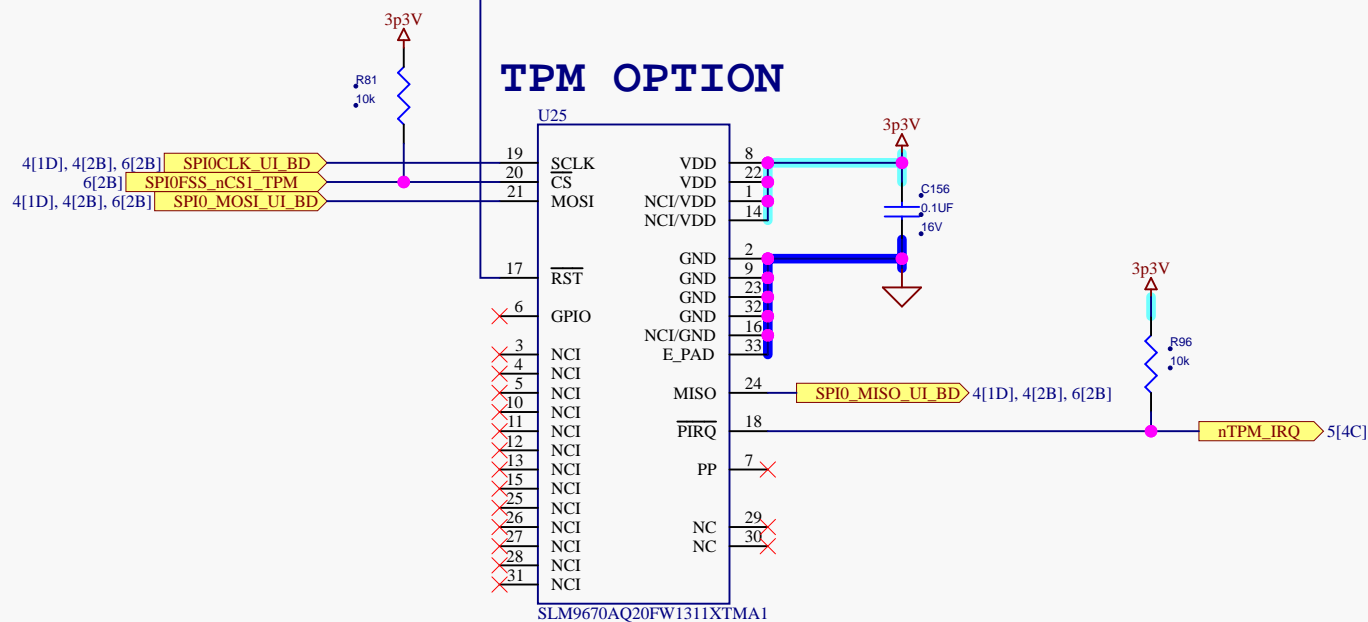 3p3V
TPM OPTION
R81
10k
U25
3p3V
4[1D], 4[2B], 6[2B] SPI0CLK_UI_BD 19 SCLK
6[2B] SPI0FSS_nCS1_TPM 20 CS
4[1D], 4[2B], 6[2B] SPI0_MOSI_UI_BD 21 MOSI
17 RST
6 GPIO
3 NCI
4 NCI
5 NCI
10 NCI
11 NCI
12 NCI
13 NCI
15 NCI
25 NCI
26 NCI
27 NCI
28 NCI
31 NCI
VDD 8
VDD 22
NCI/VDD 1
NCI/VDD 14
GND 2
GND 9
GND 23
GND 32
NCI/GND 16
E_PAD 33
MISO 24 SPI0_MISO_UI_BD 4[1D], 4[2B], 6[2B]
PIRQ 18 nTPM_IRQ 5[4C]
PP 7
NC 29
NC 30
C156
0.1UF
16V
3p3V
R96
10k
SLM9670AQ20FW1311XTMA1